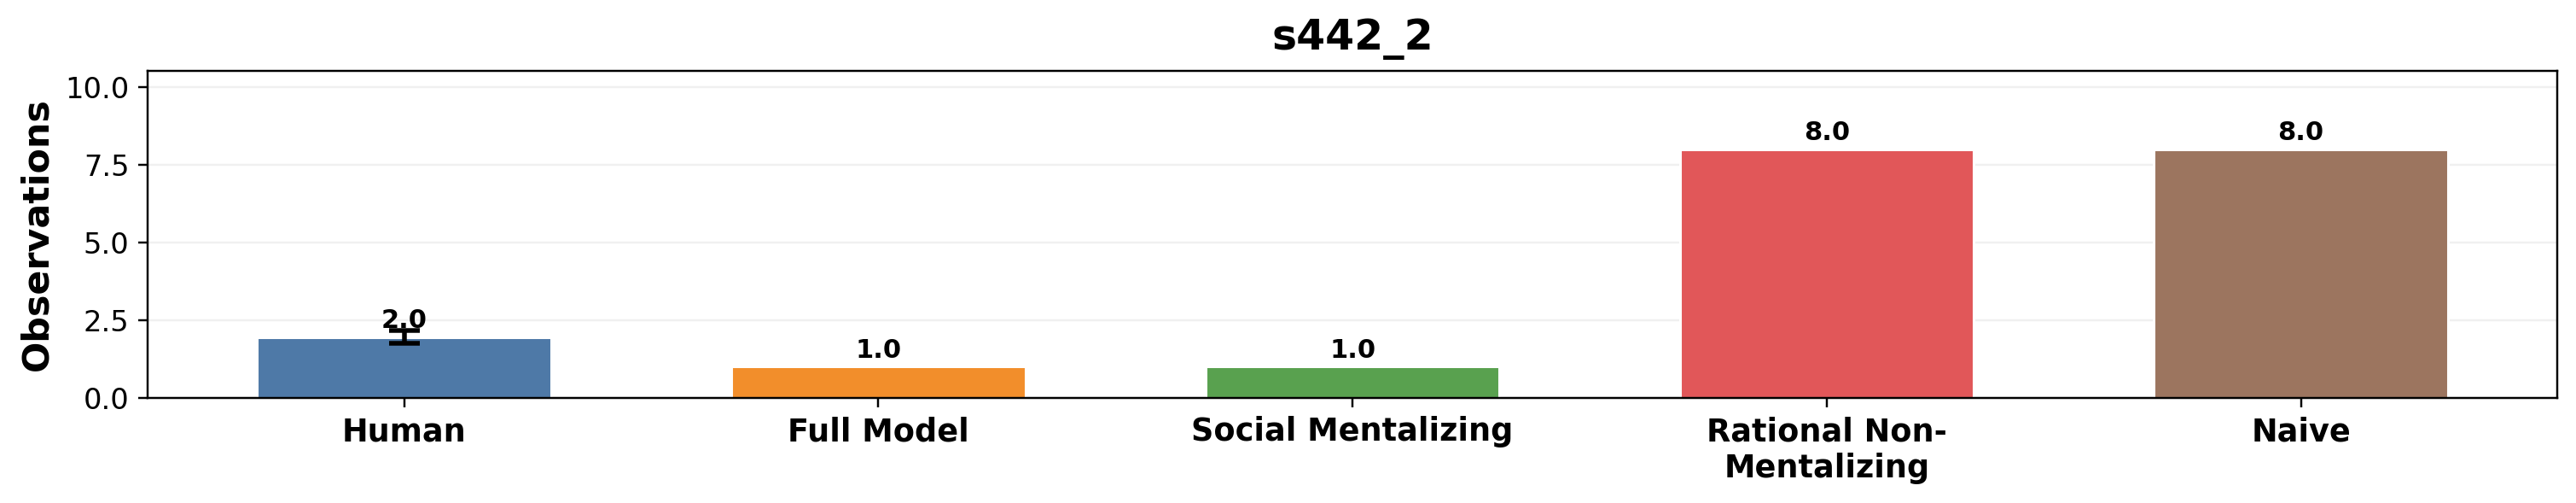 s442_2
Observations
10.0
7.5
5.0
2.5
0.0
2.0
1.0
1.0
8.0
8.0
Human
Full Model
Social Mentalizing
Rational Non-
Mentalizing
Naive